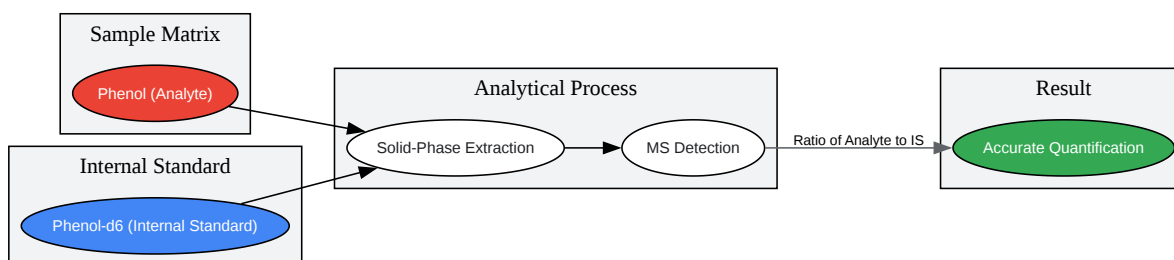 Sample Matrix
Phenol (Analyte)
Internal Standard
Phenol-d6 (Internal Standard)
Analytical Process
Solid-Phase Extraction
MS Detection
Ratio of Analyte to IS
Result
Accurate Quantification